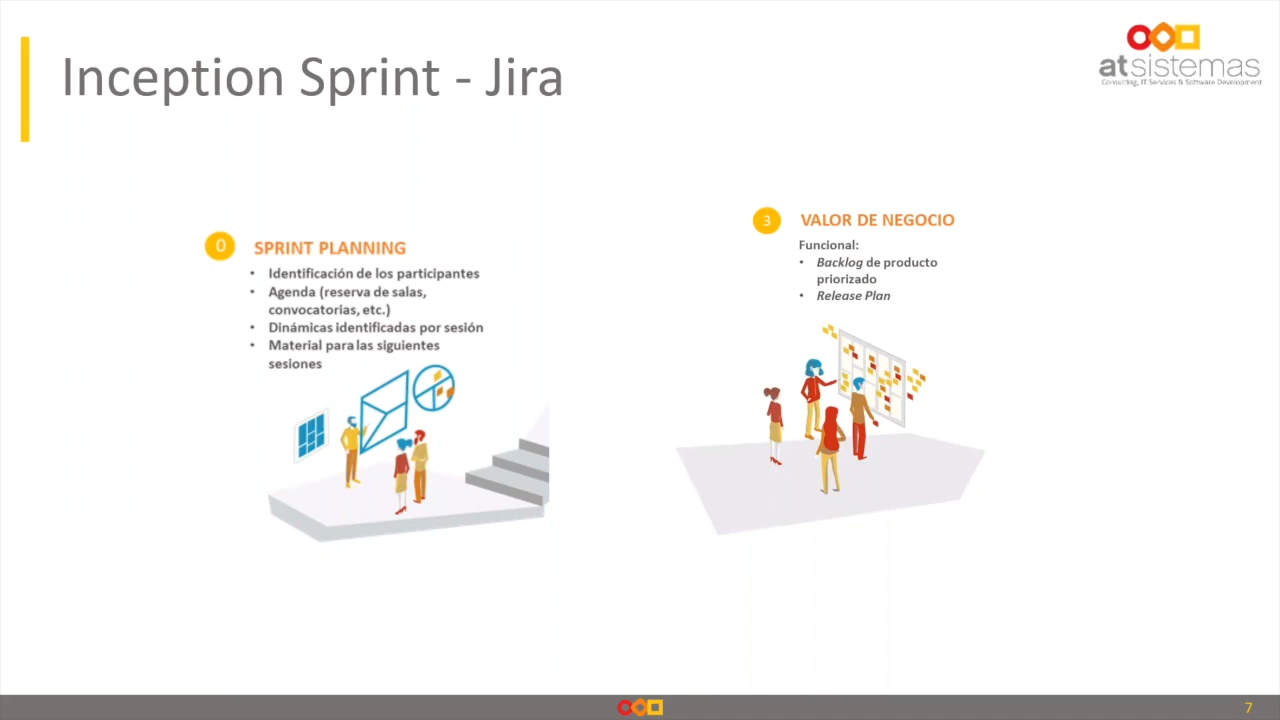 Inception Sprint - Jira
atsistemas
Consulting, IT Services & Software Development
0
SPRINT PLANNING
• Identificación de los participantes
• Agenda (reserva de salas,
convocatorias, etc.)
• Dinámicas identificadas por sesión
• Material para las siguientes
sesiones
3
VALOR DE NEGOCIO
Funcional:
• Backlog de producto
priorizado
• Release Plan
7